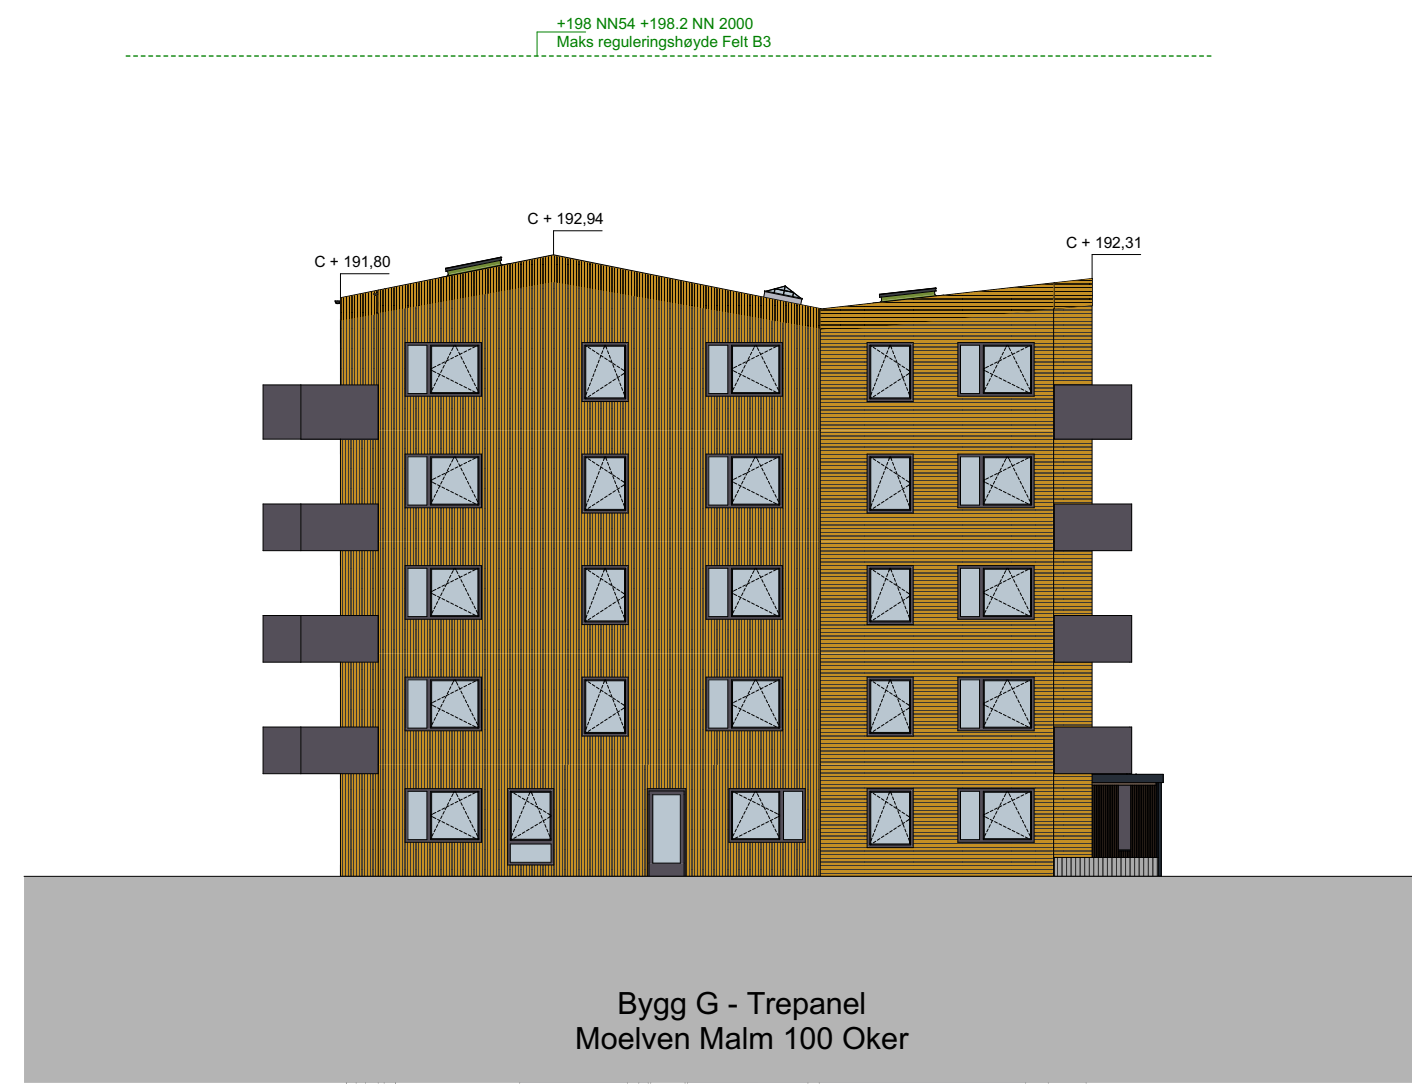 +198 NN54 +198.2 NN 2000
Maks reguleringshøyde Felt B3
C + 192,94
C + 192,31
C + 191,80
Bygg G - Trepanel
Moelven Malm 100 Oker